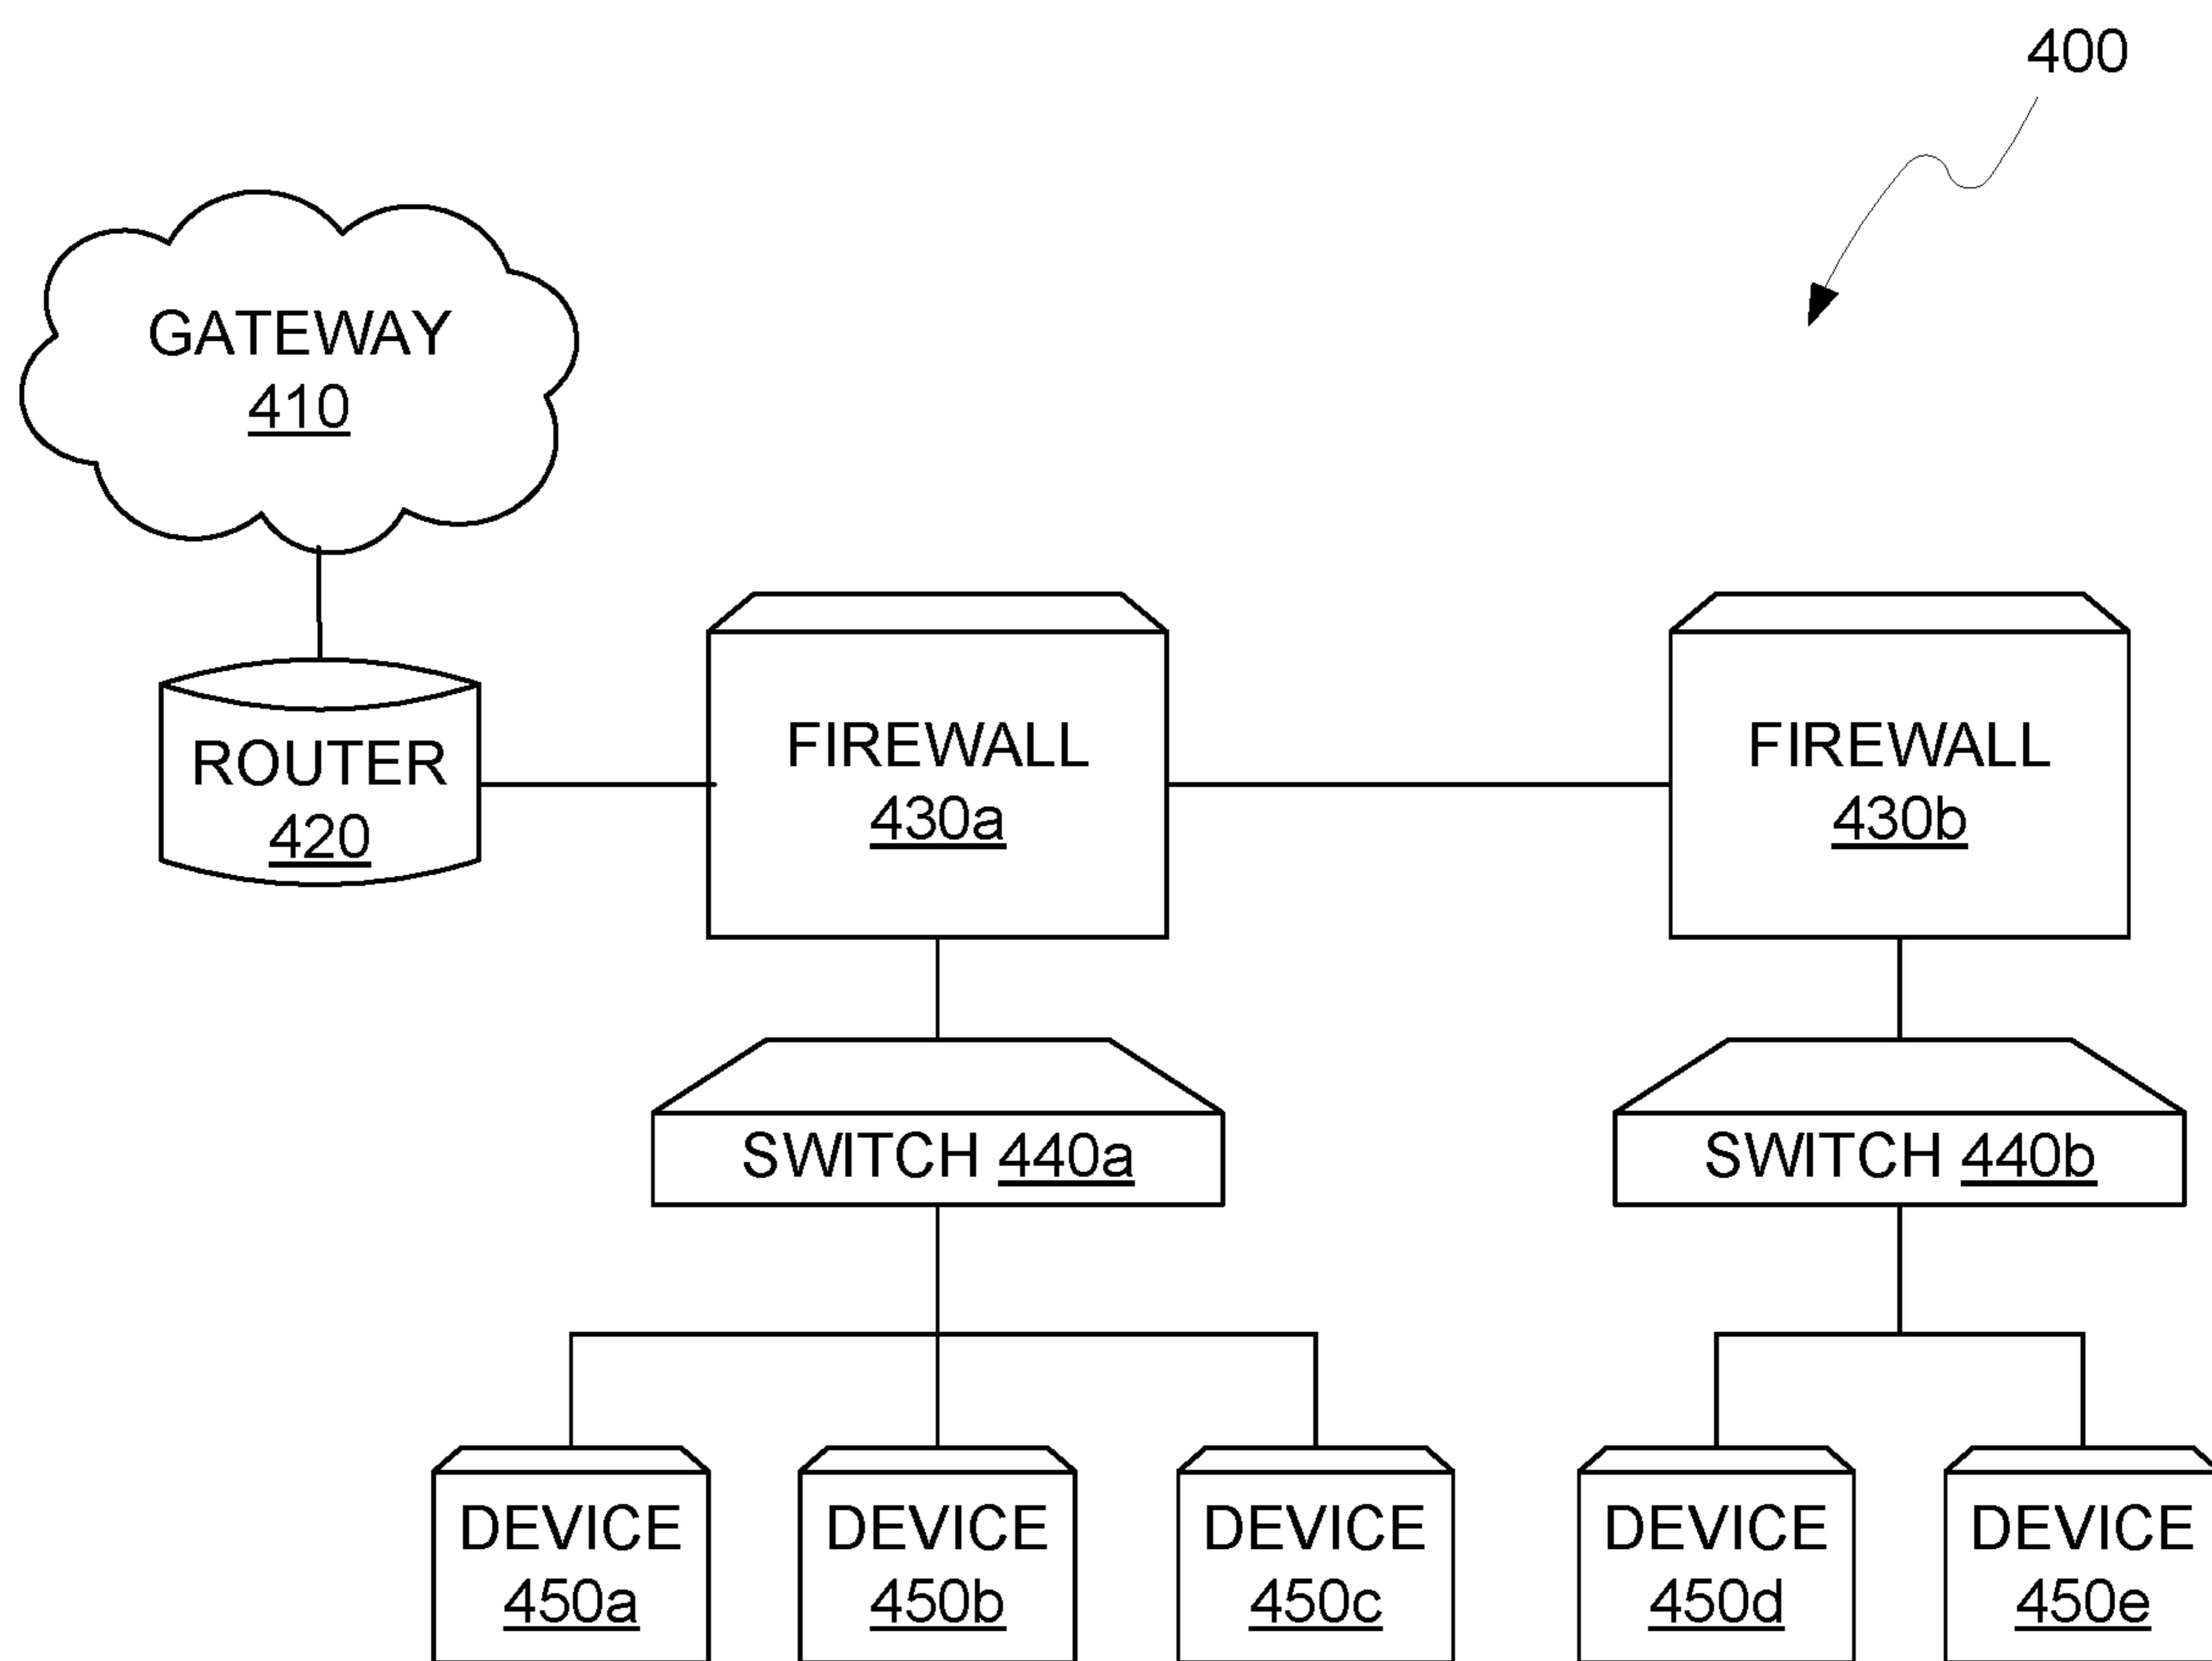 400
GATEWAY
410
ROUTER
420
FIREWALL
430a
FIREWALL
430b
SWITCH 440a
SWITCH 440b
DEVICE
450a
DEVICE
450b
DEVICE
450c
DEVICE
450d
DEVICE
450e